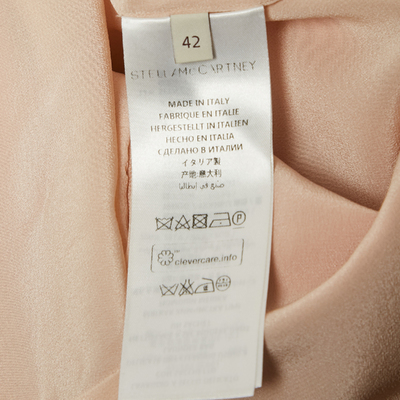 42
STELLA McCARTNEY
MADE IN ITALY
FABRIQUE EN ITALIE
HERGESTELLT IN ITALIEN
HECHO EN ITALIA
СДЕЛАНО В ИТАЛИИ
イタリア製
产地:意大利
صنع في ايطاليا
P
clevercare.info